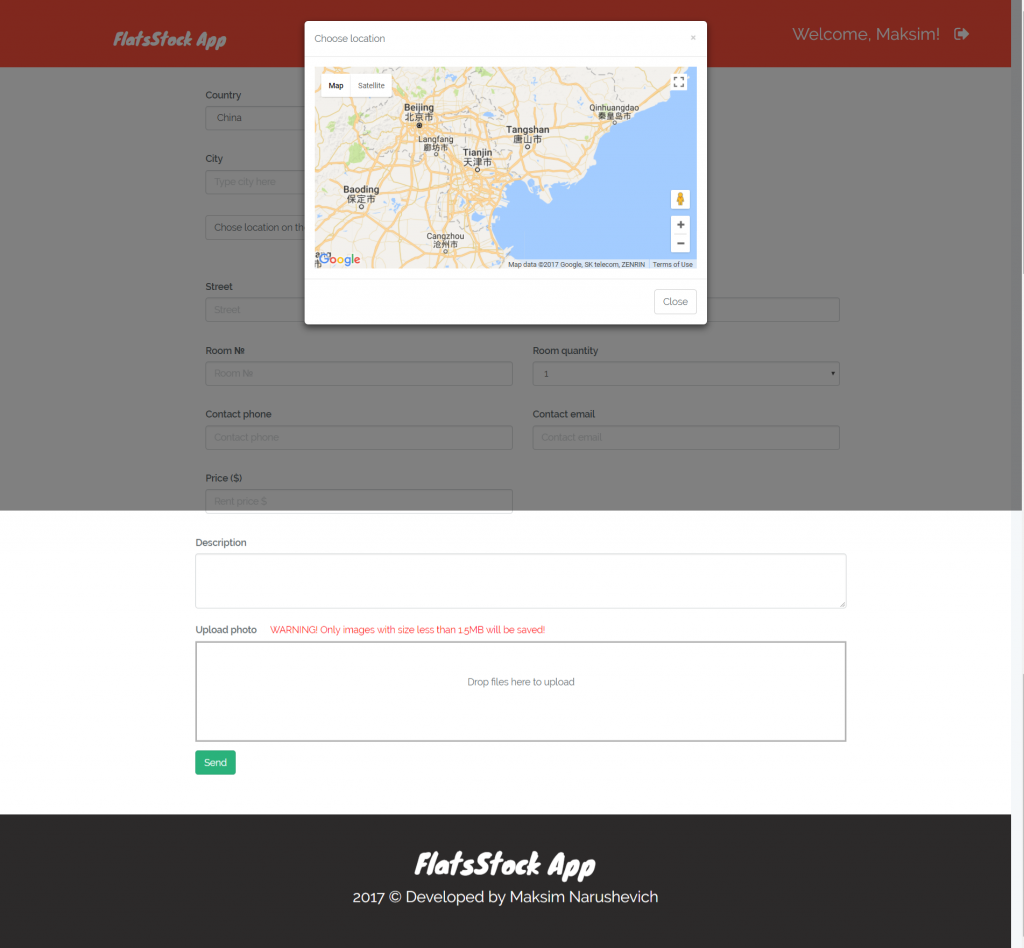 FlatsStock App
Welcome, Maksim!
Choose location
×
Map
Satellite
Beijing
北京市
Qinhuangdao
秦皇岛市
Tangshan
唐山市
Langfang
廊坊市
Tianjin
天津市
Baoding
保定市
Cangzhou
沧州市
Google
+
−
Map data ©2017 Google, SK telecom, ZENRIN
Terms of Use
Close
Country
China
City
Type city here
Chose location on th
Street
Street
Room №
Room №
Room quantity
1
Contact phone
Contact phone
Contact email
Contact email
Price ($)
Rent price $
Description
Upload photo WARNING! Only images with size less than 1.5MB will be saved!
Drop files here to upload
Send
FlatsStock App
2017 © Developed by Maksim Narushevich